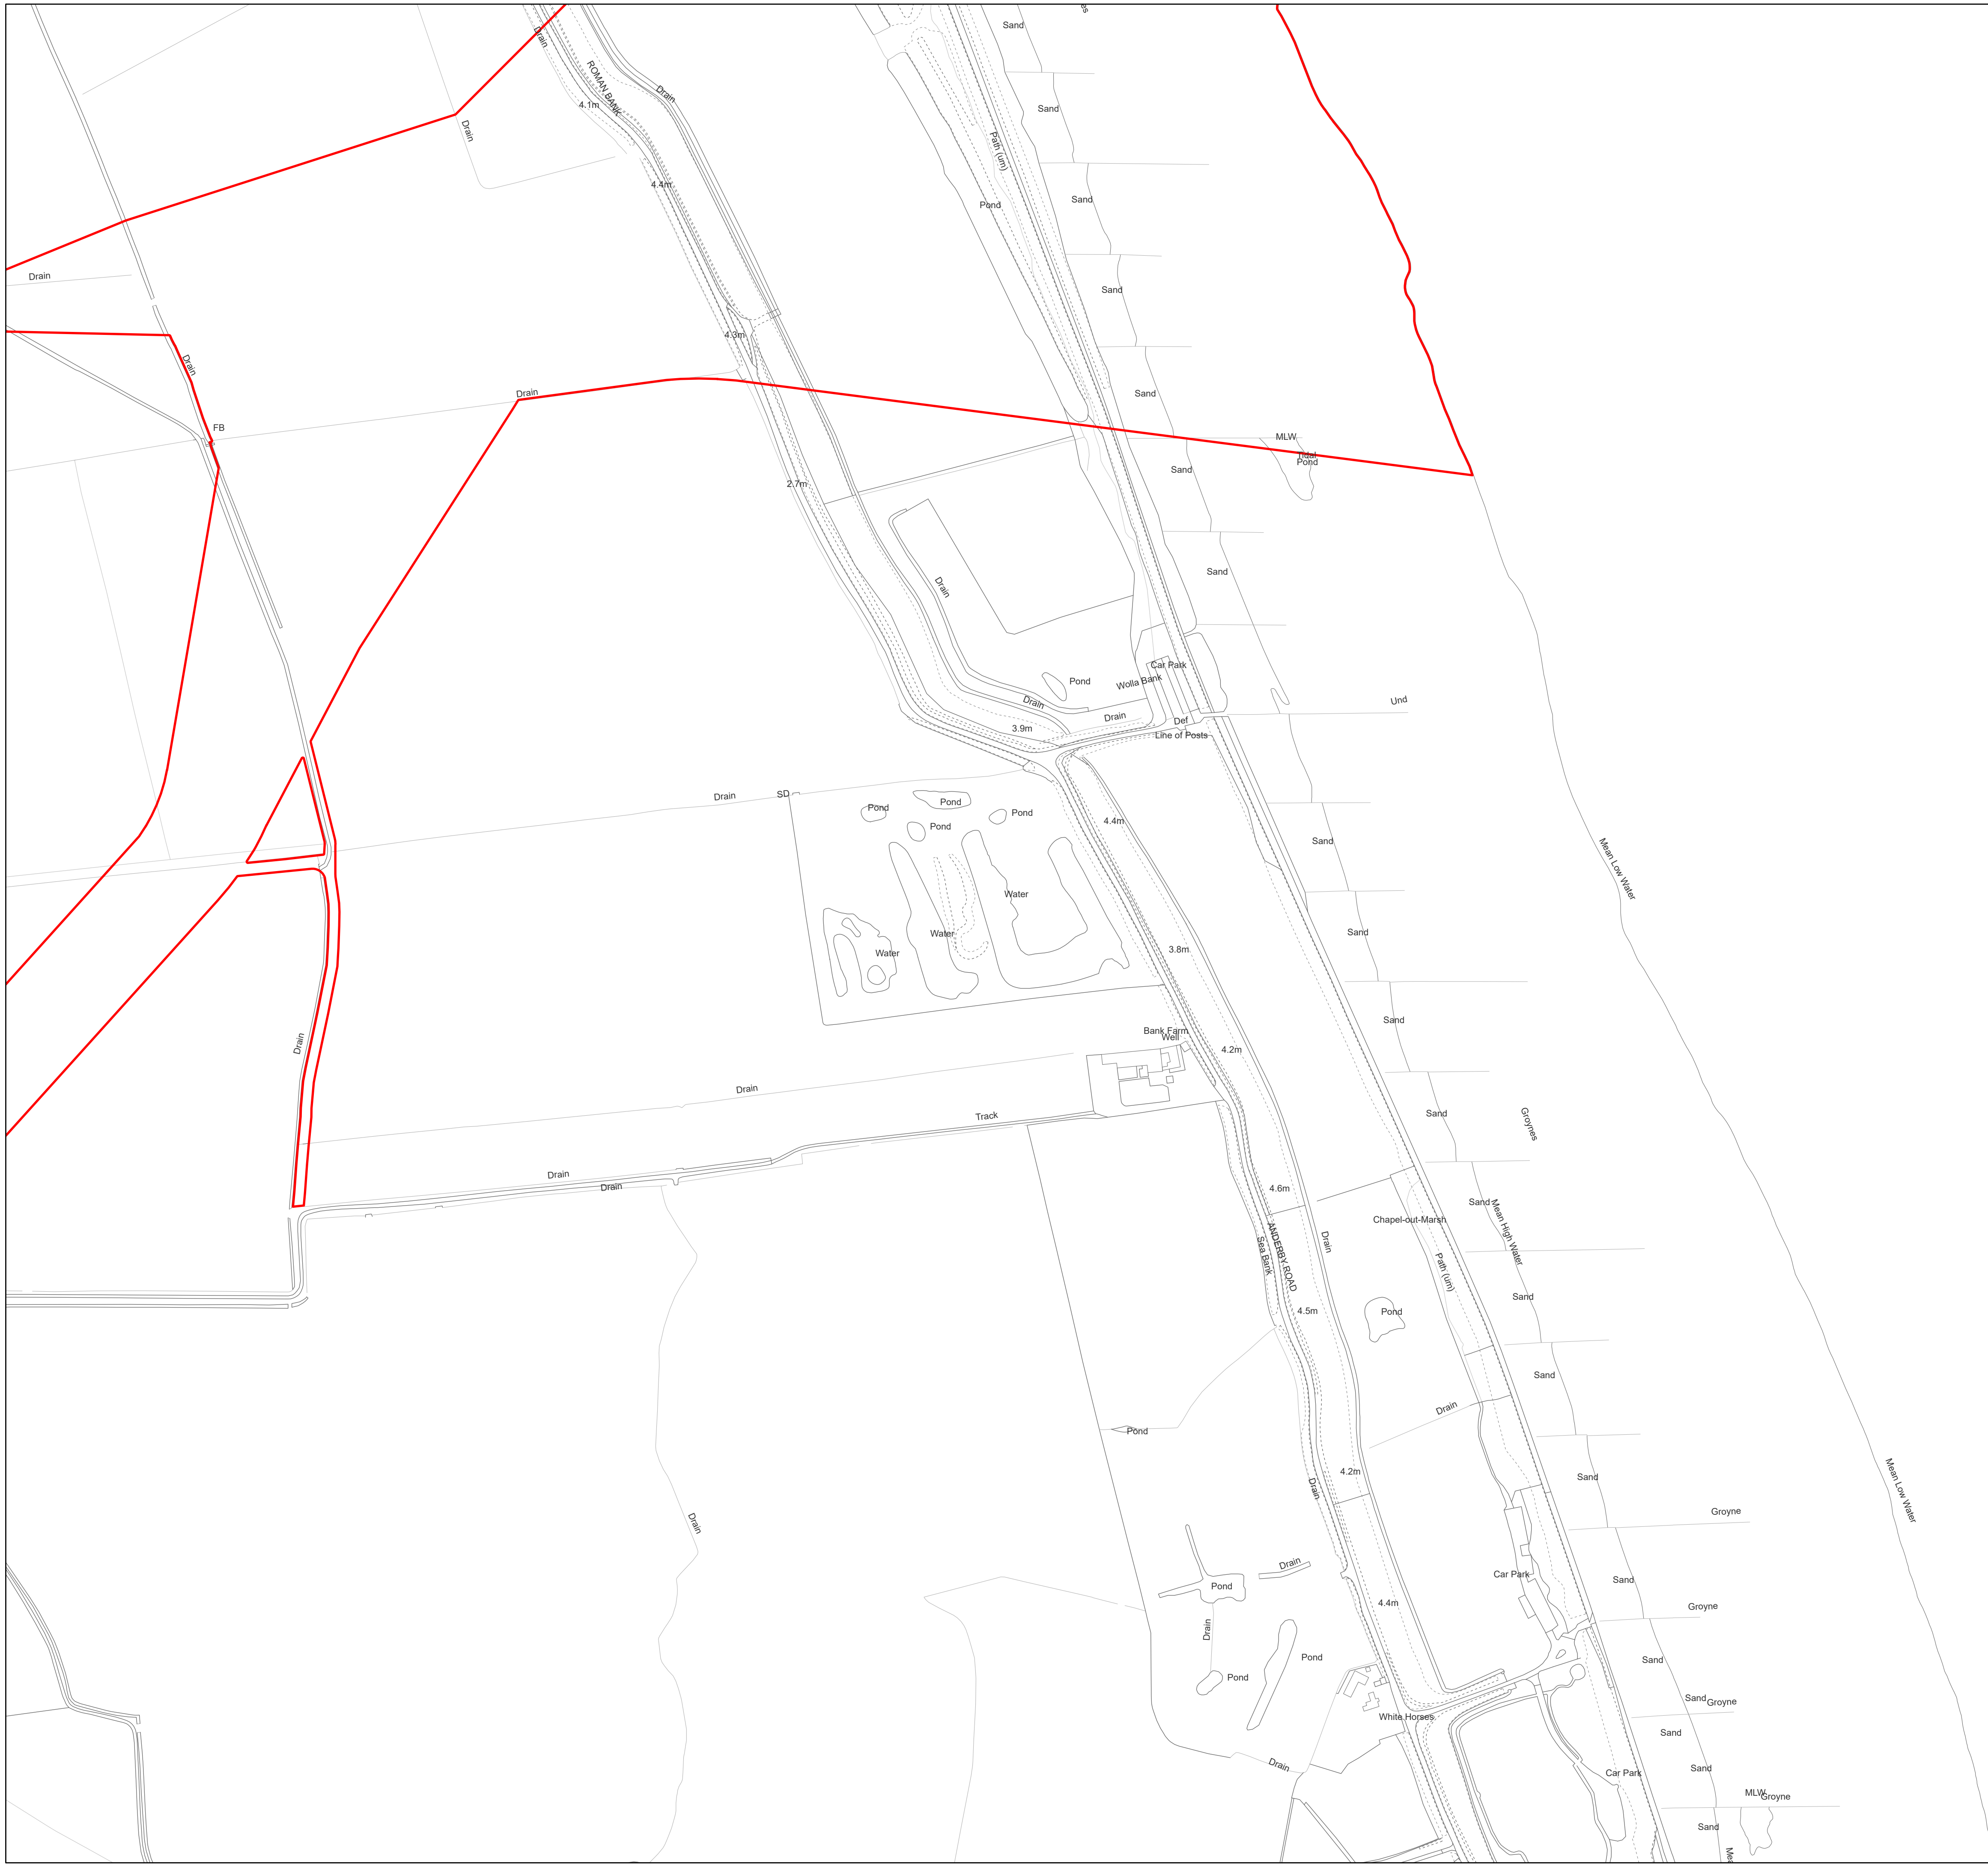 es
Sand
Drain
ROMAN BANK
Drain
4.1m
Sand
Drain
Path (um)
4.4m
Sand
Pond
Drain
Sand
4.3m
Drain
Drain
Sand
FB
MLW
Tidal
Pond
Sand
2.7m
Sand
Drain
Car Park
Pond
Wolla Bank
Drain
Und
Drain
Def
3.9m
Line of Posts
Drain
SD
Pond
Pond
Pond
Pond
4.4m
Sand
Mean Low Water
Water
Water
Water
Sand
3.8m
Sand
Bank Farm
Well
Drain
4.2m
Drain
Track
Sand
Groynes
Drain
Drain
4.6m
Sand
Mean High Water
Chapel-out-Marsh
ANDERBY ROAD
Sea Bank
Drain
Path (um)
Sand
4.5m
Pond
Sand
Drain
Pond
4.2m
Sand
Drain
Mean Low Water
Groyne
Drain
Drain
Car Park
Sand
Pond
4.4m
Groyne
Drain
Pond
Pond
Sand
Sand
Groyne
White Horses
Sand
Drain
Car Park
Sand
MLW
Groyne
Sand
Mea